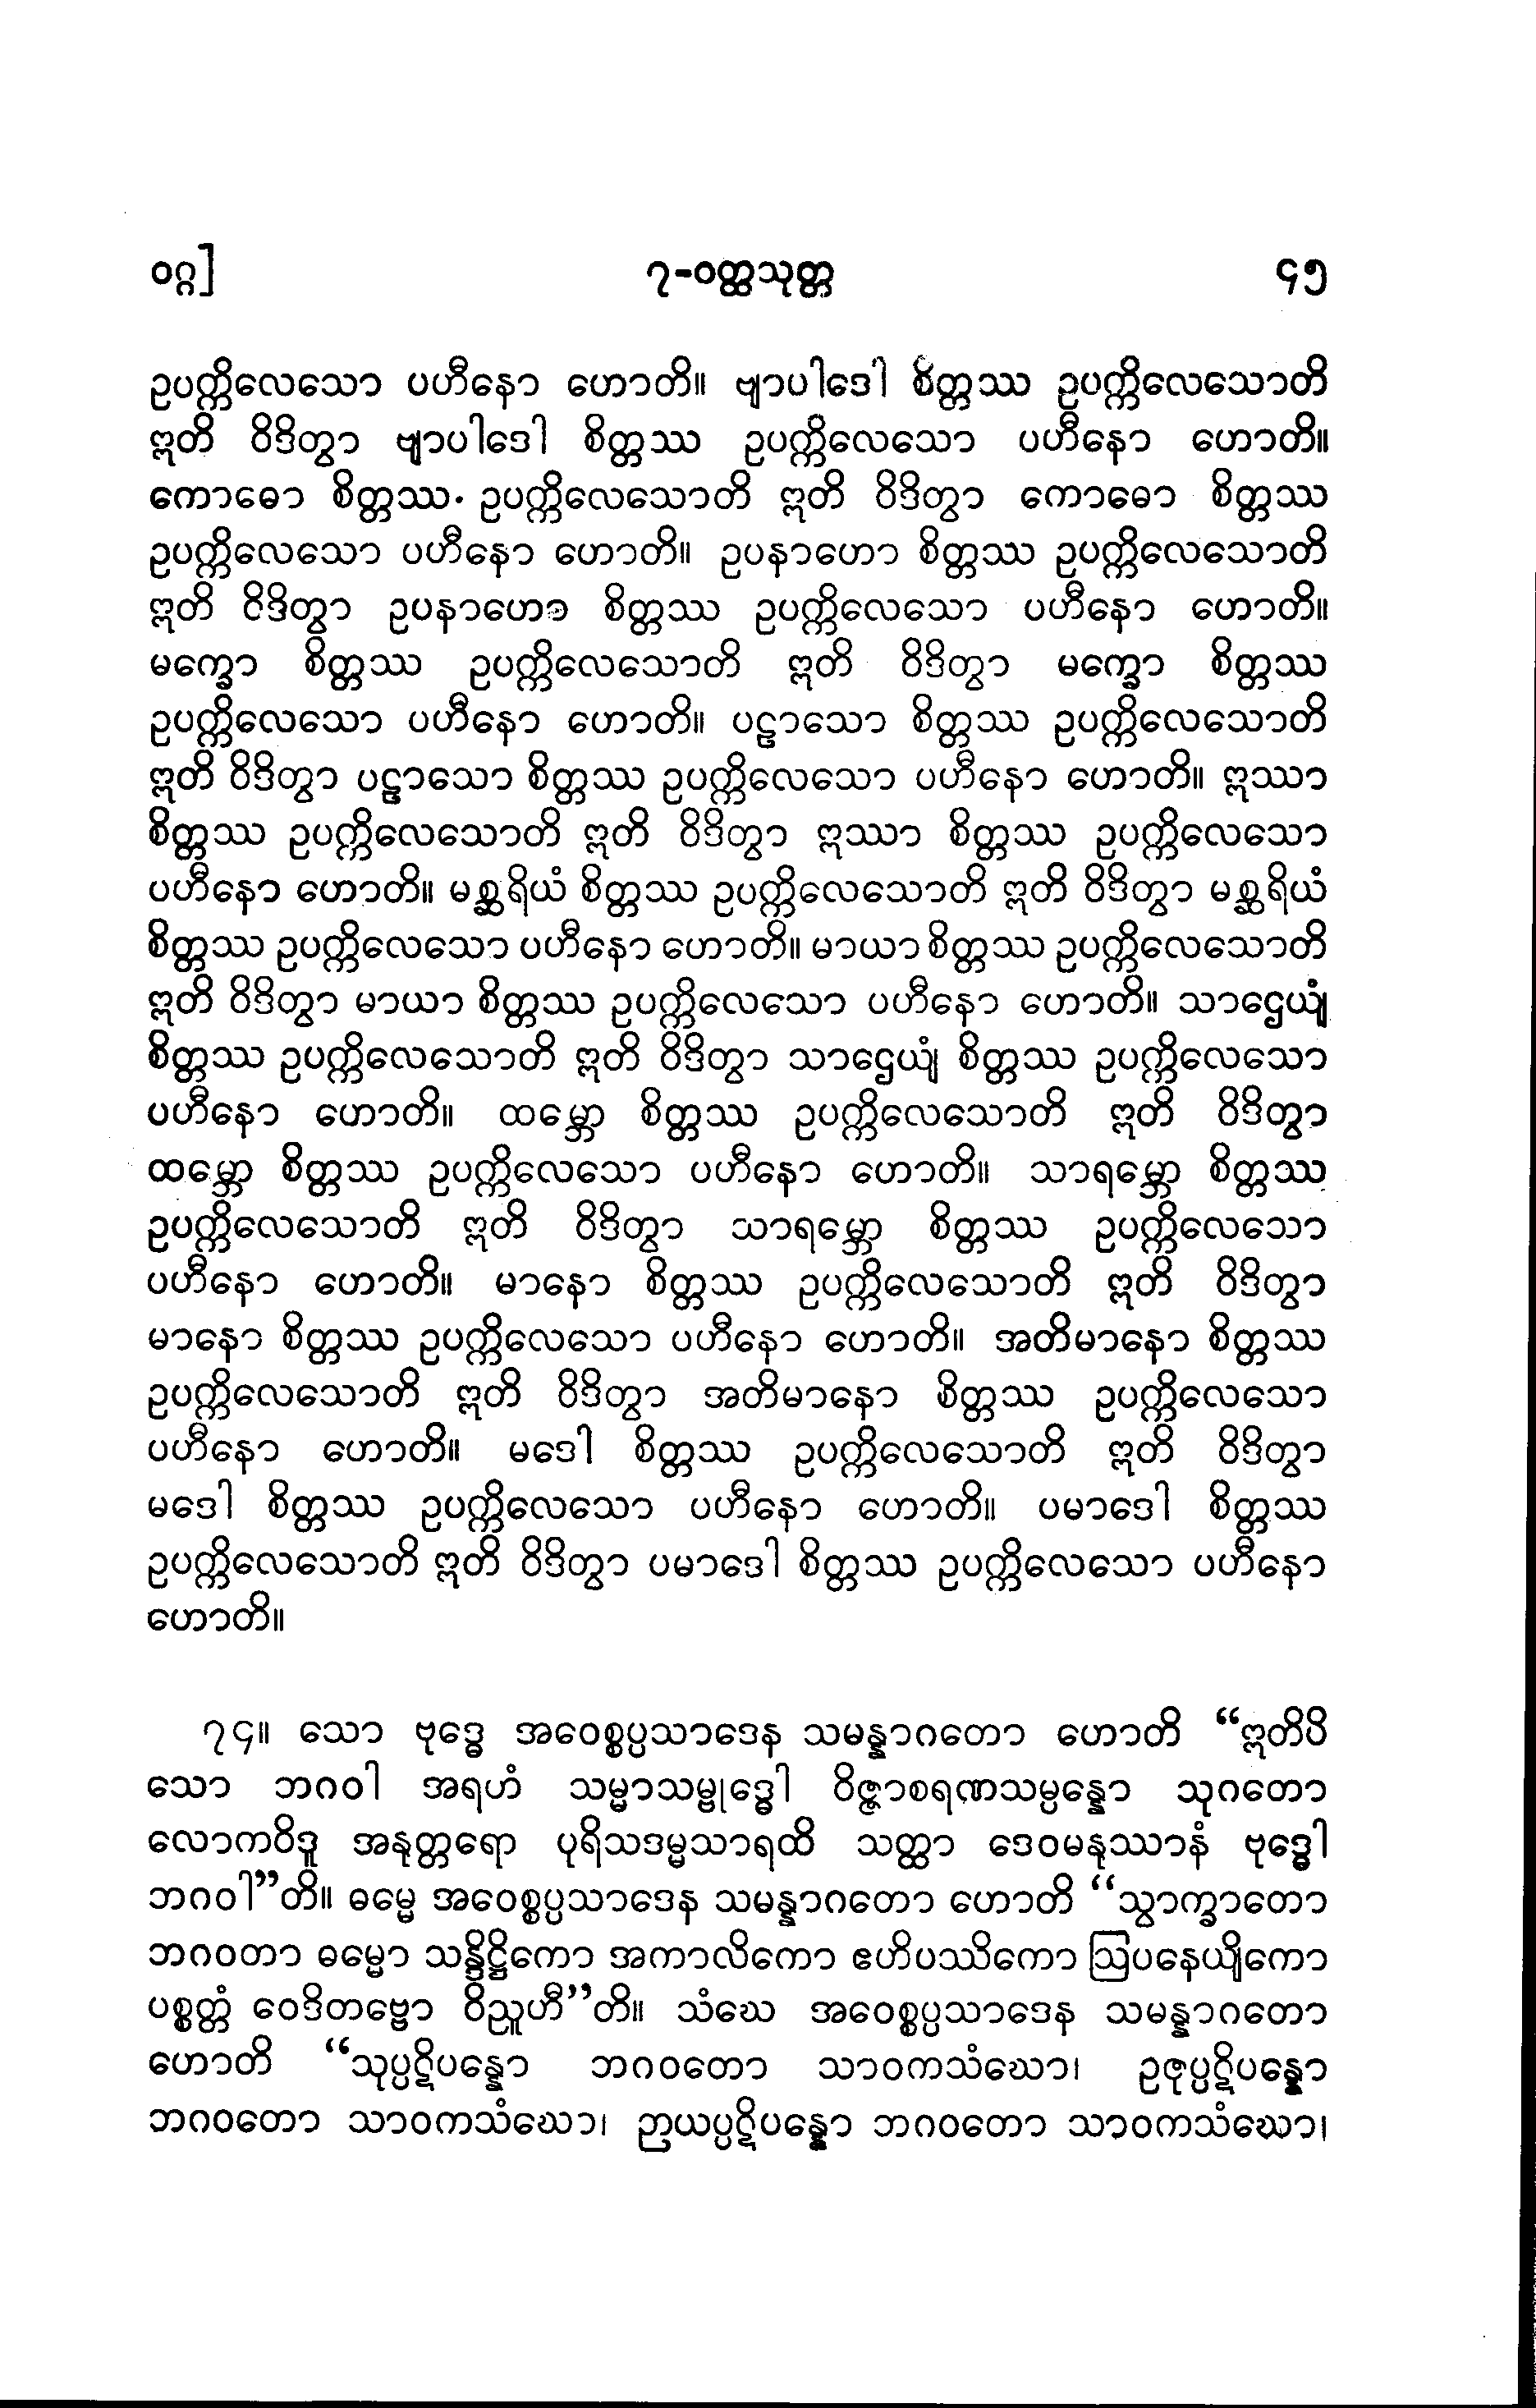 ဝဂ္ဂ]
၇-ဝတ္ထသုတ္တ
၄၅
ဥပက္ကိလေသော ပဟီနော ဟောတိ။ ဗျာပါဒေါ စိတ္တဿ ဥပက္ကိလေသောတိ
ဣတိ ဝိဒိတွာ ဗျာပါဒေါ စိတ္တဿ ဥပက္ကိလေသော ပဟီနော ဟောတိ။
ကောဓော စိတ္တဿ ဥပက္ကိလေသောတိ ဣတိ ဝိဒိတွာ ကောဓော စိတ္တဿ
ဥပက္ကိလေသော ပဟီနော ဟောတိ။ ဥပနာဟော စိတ္တဿ ဥပက္ကိလေသောတိ
ဣတိ ဝိဒိတွာ ဥပနာဟော စိတ္တဿ ဥပက္ကိလေသော ပဟီနော ဟောတိ။
မက္ခော စိတ္တဿ ဥပက္ကိလေသောတိ ဣတိ ဝိဒိတွာ မက္ခော စိတ္တဿ
ဥပက္ကိလေသော ပဟီနော ဟောတိ။ ပဠာသော စိတ္တဿ ဥပက္ကိလေသောတိ
ဣတိ ဝိဒိတွာ ပဠာသော စိတ္တဿ ဥပက္ကိလေသော ပဟီနော ဟောတိ။ ဣဿာ
စိတ္တဿ ဥပက္ကိလေသောတိ ဣတိ ဝိဒိတွာ ဣဿာ စိတ္တဿ ဥပက္ကိလေသော
ပဟီနော ဟောတိ။ မစ္ဆရိယံ စိတ္တဿ ဥပက္ကိလေသောတိ ဣတိ ဝိဒိတွာ မစ္ဆရိယံ
စိတ္တဿ ဥပက္ကိလေသော ပဟီနော ဟောတိ။ မာယာ စိတ္တဿ ဥပက္ကိလေသောတိ
ဣတိ ဝိဒိတွာ မာယာ စိတ္တဿ ဥပက္ကိလေသော ပဟီနော ဟောတိ။ သာဌေယျံ
စိတ္တဿ ဥပက္ကိလေသောတိ ဣတိ ဝိဒိတွာ သာဌေယျံ စိတ္တဿ ဥပက္ကိလေသော
ပဟီနော ဟောတိ။ ထမ္ဘော စိတ္တဿ ဥပက္ကိလေသောတိ ဣတိ ဝိဒိတွာ
ထမ္ဘော စိတ္တဿ ဥပက္ကိလေသော ပဟီနော ဟောတိ။ သာရမ္ဘော စိတ္တဿ
ဥပက္ကိလေသောတိ ဣတိ ဝိဒိတွာ သာရမ္ဘော စိတ္တဿ ဥပက္ကိလေသော
ပဟီနော ဟောတိ။ မာနော စိတ္တဿ ဥပက္ကိလေသောတိ ဣတိ ဝိဒိတွာ
မာနော စိတ္တဿ ဥပက္ကိလေသော ပဟီနော ဟောတိ။ အတိမာနော စိတ္တဿ
ဥပက္ကိလေသောတိ ဣတိ ဝိဒိတွာ အတိမာနော စိတ္တဿ ဥပက္ကိလေသော
ပဟီနော ဟောတိ။ မဒေါ စိတ္တဿ ဥပက္ကိလေသောတိ ဣတိ ဝိဒိတွာ
မဒေါ စိတ္တဿ ဥပက္ကိလေသော ပဟီနော ဟောတိ။ ပမာဒေါ စိတ္တဿ
ဥပက္ကိလေသောတိ ဣတိ ဝိဒိတွာ ပမာဒေါ စိတ္တဿ ဥပက္ကိလေသော ပဟီနော
ဟောတိ။
၇၄။ သော ဗုဒ္ဓေ အဝေစ္စပ္ပသာဒေန သမန္နာဂတော ဟောတိ “ဣတိပိ
သော ဘဂဝါ အရဟံ သမ္မာသမ္ဗုဒ္ဓေါ ဝိဇ္ဇာစရဏသမ္ပန္နော သုဂတော
လောကဝိဒူ အနုတ္တရော ပုရိသဒမ္မသာရထိ သတ္ထာ ဒေဝမနုဿာနံ ဗုဒ္ဓေါ
ဘဂဝါ”တိ။ ဓမ္မေ အဝေစ္စပ္ပသာဒေန သမန္နာဂတော ဟောတိ “သွာက္ခာတော
ဘဂဝတာ ဓမ္မော သန္ဒိဋ္ဌိကော အကာလိကော ဧဟိပဿိကော ဩပနေယျိကော
ပစ္စတ္တံ ဝေဒိတဗ္ဗော ဝိညူဟီ”တိ။ သံဃေ အဝေစ္စပ္ပသာဒေန သမန္နာဂတော
ဟောတိ “သုပ္ပဋိပန္နော ဘဂဝတော သာဝကသံဃော၊ ဥဇုပ္ပဋိပန္နော
ဘဂဝတော သာဝကသံဃော၊ ဉာယပ္ပဋိပန္နော ဘဂဝတော သာဝကသံဃော၊